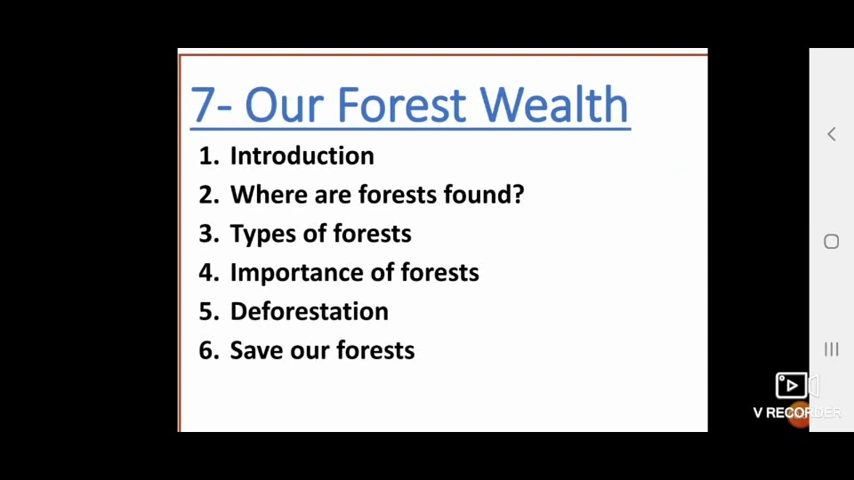 7- Our Forest Wealth
1. Introduction
2. Where are forests found?
3. Types of forests
4. Importance of forests
5. Deforestation
6. Save our forests
V RECORDER